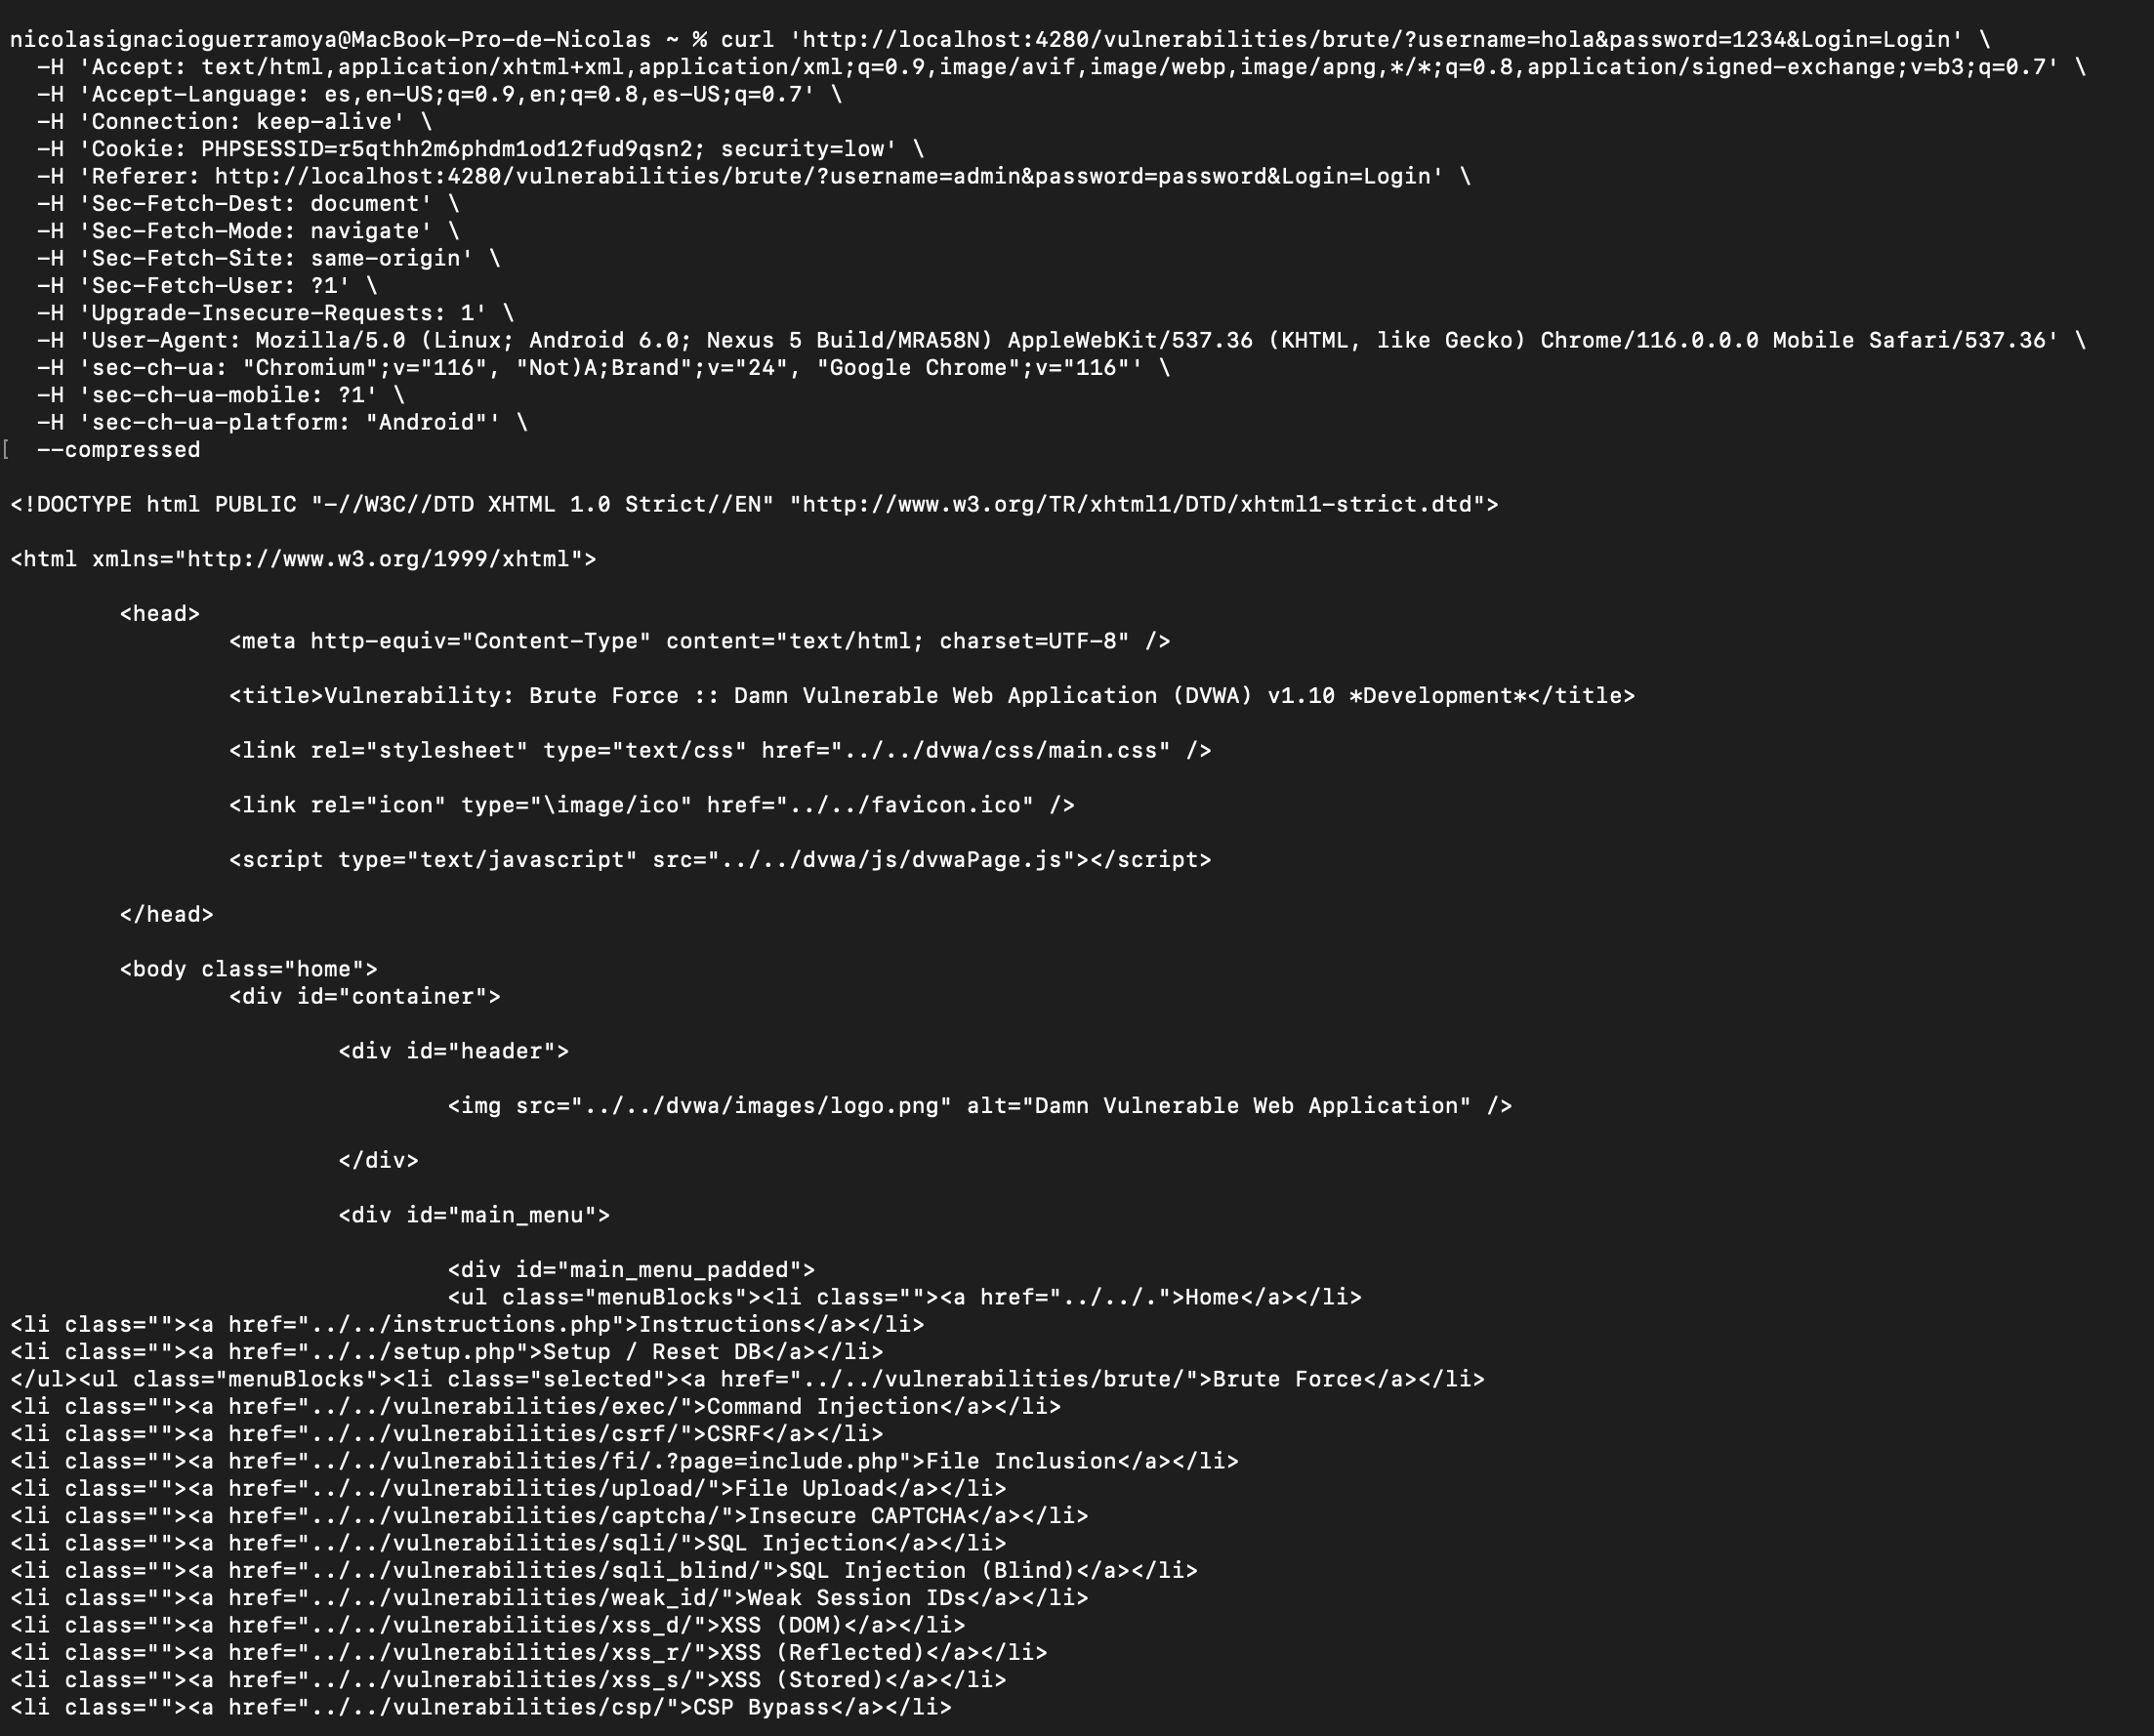 nicolasignacioguerramoya@MacBook-Pro-de-Nicolas ~ % curl 'http://localhost:4280/vulnerabilities/brute/?username=hola&password=1234&Login=Login' \
  -H 'Accept: text/html,application/xhtml+xml,application/xml;q=0.9,image/avif,image/webp,image/apng,*/*;q=0.8,application/signed-exchange;v=b3;q=0.7' \
  -H 'Accept-Language: es,en-US;q=0.9,en;q=0.8,es-US;q=0.7' \
  -H 'Connection: keep-alive' \
  -H 'Cookie: PHPSESSID=r5qthh2m6phdm1od12fud9qsn2; security=low' \
  -H 'Referer: http://localhost:4280/vulnerabilities/brute/?username=admin&password=password&Login=Login' \
  -H 'Sec-Fetch-Dest: document' \
  -H 'Sec-Fetch-Mode: navigate' \
  -H 'Sec-Fetch-Site: same-origin' \
  -H 'Sec-Fetch-User: ?1' \
  -H 'Upgrade-Insecure-Requests: 1' \
  -H 'User-Agent: Mozilla/5.0 (Linux; Android 6.0; Nexus 5 Build/MRA58N) AppleWebKit/537.36 (KHTML, like Gecko) Chrome/116.0.0.0 Mobile Safari/537.36' \
  -H 'sec-ch-ua: "Chromium";v="116", "Not)A;Brand";v="24", "Google Chrome";v="116"' \
  -H 'sec-ch-ua-mobile: ?1' \
  -H 'sec-ch-ua-platform: "Android"' \
[ --compressed
<!DOCTYPE html PUBLIC "-//W3C//DTD XHTML 1.0 Strict//EN" "http://www.w3.org/TR/xhtml1/DTD/xhtml1-strict.dtd">
<html xmlns="http://www.w3.org/1999/xhtml">
        <head>
                <meta http-equiv="Content-Type" content="text/html; charset=UTF-8" />
                <title>Vulnerability: Brute Force :: Damn Vulnerable Web Application (DVWA) v1.10 *Development*</title>
                <link rel="stylesheet" type="text/css" href="../../dvwa/css/main.css" />
                <link rel="icon" type="\image/ico" href="../../favicon.ico" />
                <script type="text/javascript" src="../../dvwa/js/dvwaPage.js"></script>
        </head>
        <body class="home">
                <div id="container">
                        <div id="header">
                                <img src="../../dvwa/images/logo.png" alt="Damn Vulnerable Web Application" />
                        </div>
                        <div id="main_menu">
                                <div id="main_menu_padded">
                                <ul class="menuBlocks"><li class=""><a href="../../.">Home</a></li>
<li class=""><a href="../../instructions.php">Instructions</a></li>
<li class=""><a href="../../setup.php">Setup / Reset DB</a></li>
</ul><ul class="menuBlocks"><li class="selected"><a href="../../vulnerabilities/brute/">Brute Force</a></li>
<li class=""><a href="../../vulnerabilities/exec/">Command Injection</a></li>
<li class=""><a href="../../vulnerabilities/csrf/">CSRF</a></li>
<li class=""><a href="../../vulnerabilities/fi/.?page=include.php">File Inclusion</a></li>
<li class=""><a href="../../vulnerabilities/upload/">File Upload</a></li>
<li class=""><a href="../../vulnerabilities/captcha/">Insecure CAPTCHA</a></li>
<li class=""><a href="../../vulnerabilities/sqli/">SQL Injection</a></li>
<li class=""><a href="../../vulnerabilities/sqli_blind/">SQL Injection (Blind)</a></li>
<li class=""><a href="../../vulnerabilities/weak_id/">Weak Session IDs</a></li>
<li class=""><a href="../../vulnerabilities/xss_d/">XSS (DOM)</a></li>
<li class=""><a href="../../vulnerabilities/xss_r/">XSS (Reflected)</a></li>
<li class=""><a href="../../vulnerabilities/xss_s/">XSS (Stored)</a></li>
<li class=""><a href="../../vulnerabilities/csp/">CSP Bypass</a></li>